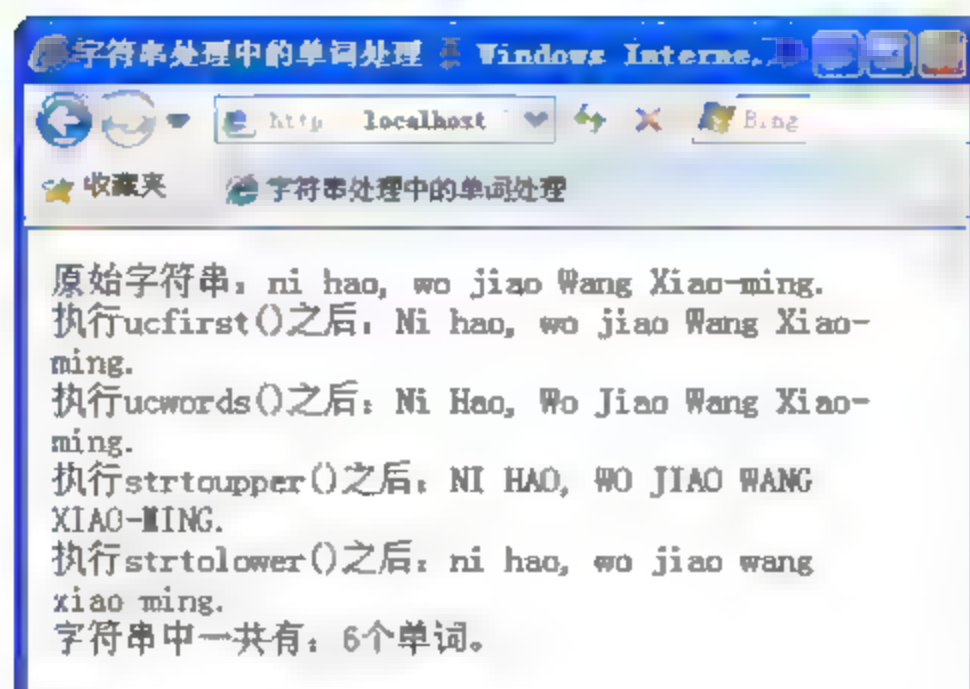 字符串处理中的单词处理 Windows Interne.
http localhost Bing
收藏夹 字符串处理中的单词处理
原始字符串: ni hao, wo jiao Wang Xiao-ming.
执行ucfirst()之后: Ni hao, wo jiao Wang Xiao-
ming.
执行ucwords()之后: Ni Hao, Wo Jiao Wang Xiao-
ming.
执行strtoupper()之后: NI HAO, WO JIAO WANG
XIAO-MING.
执行strtolower()之后: ni hao, wo jiao wang
xiao ming.
字符串中一共有: 6个单词。